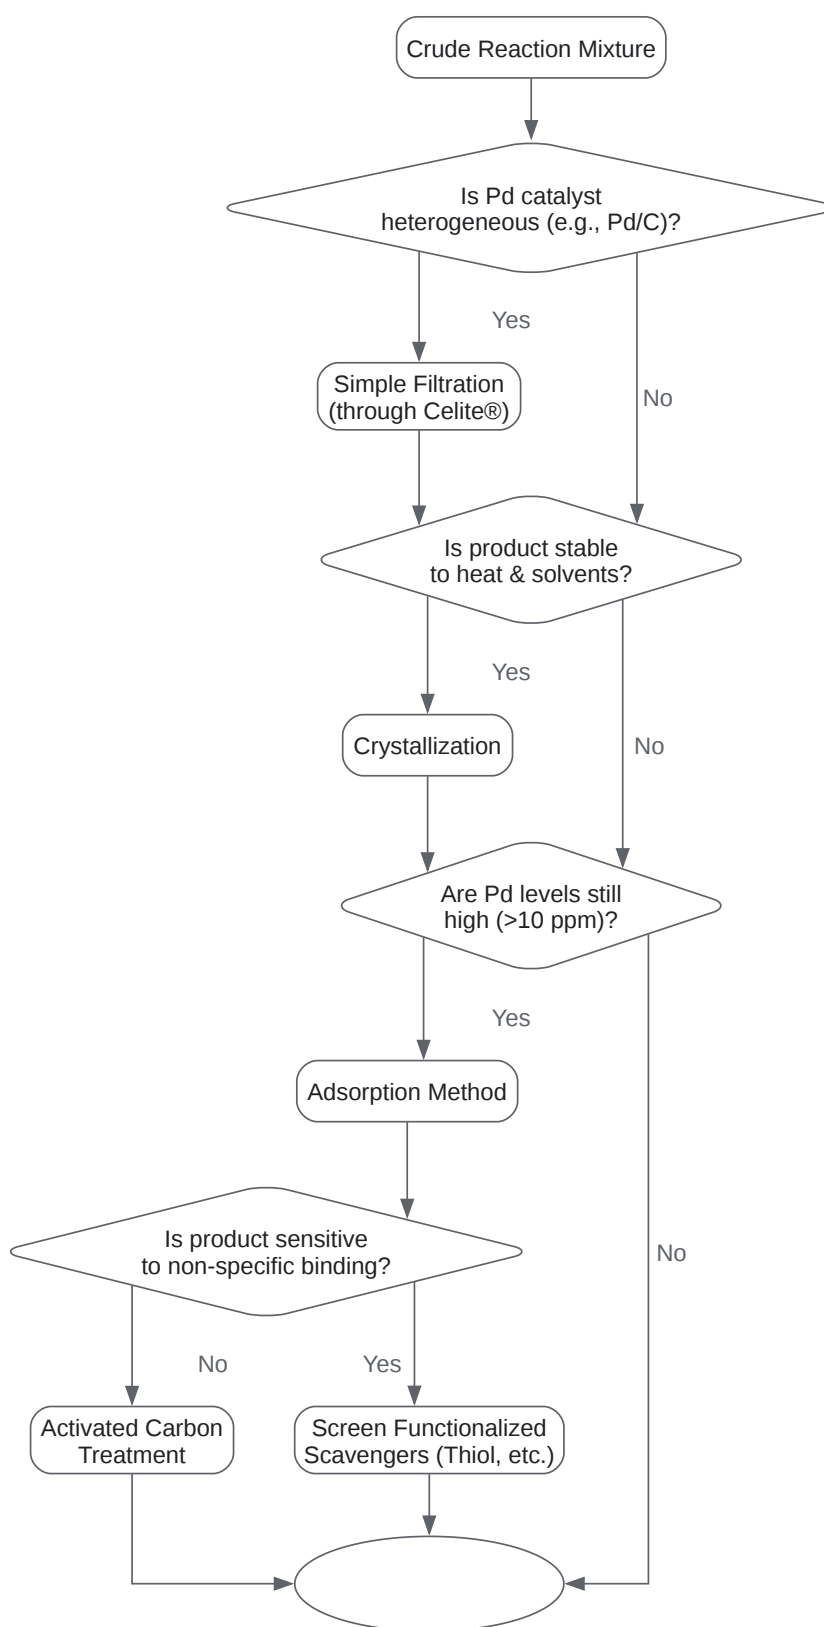 Crude Reaction Mixture
Is Pd catalyst
heterogeneous (e.g., Pd/C)?
Yes
Simple Filtration
(through Celite®)
No
Is product stable
to heat & solvents?
Yes
Crystallization
No
Are Pd levels still
high (>10 ppm)?
Yes
Adsorption Method
Is product sensitive
to non-specific binding?
No
No
Yes
Activated Carbon
Treatment
Screen Functionalized
Scavengers (Thiol, etc.)